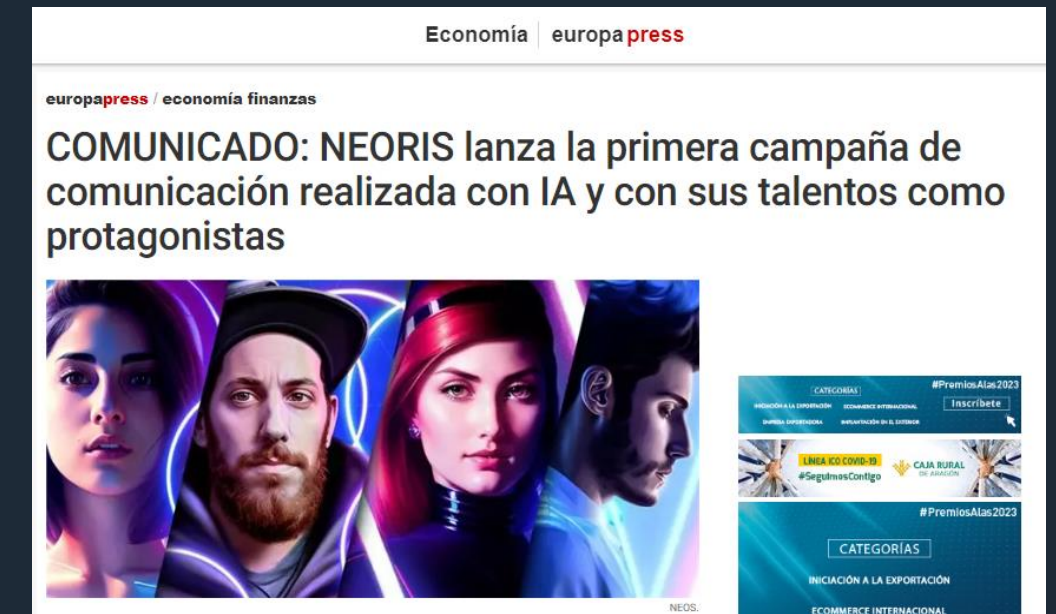 Economía europapress
europapress / economía finanzas
COMUNICADO: NEORIS lanza la primera campaña de
comunicación realizada con IA y con sus talentos como
protagonistas
NEOS.
CATEGORÍAS
#PremiosAlas2023
INICIACIÓN A LA EXPORTACIÓN ECOMMERCE INTERNACIONAL
Inscríbete
EMPRESA EXPORTADORA IMPLANTACIÓN EN EL EXTERIOR
LÍNEA ICO COVID-19
#SeguimosContigo
CAJA RURAL
DE ARAGÓN
#PremiosAlas2023
CATEGORÍAS
INICIACIÓN A LA EXPORTACIÓN
ECOMMERCE INTERNACIONAL